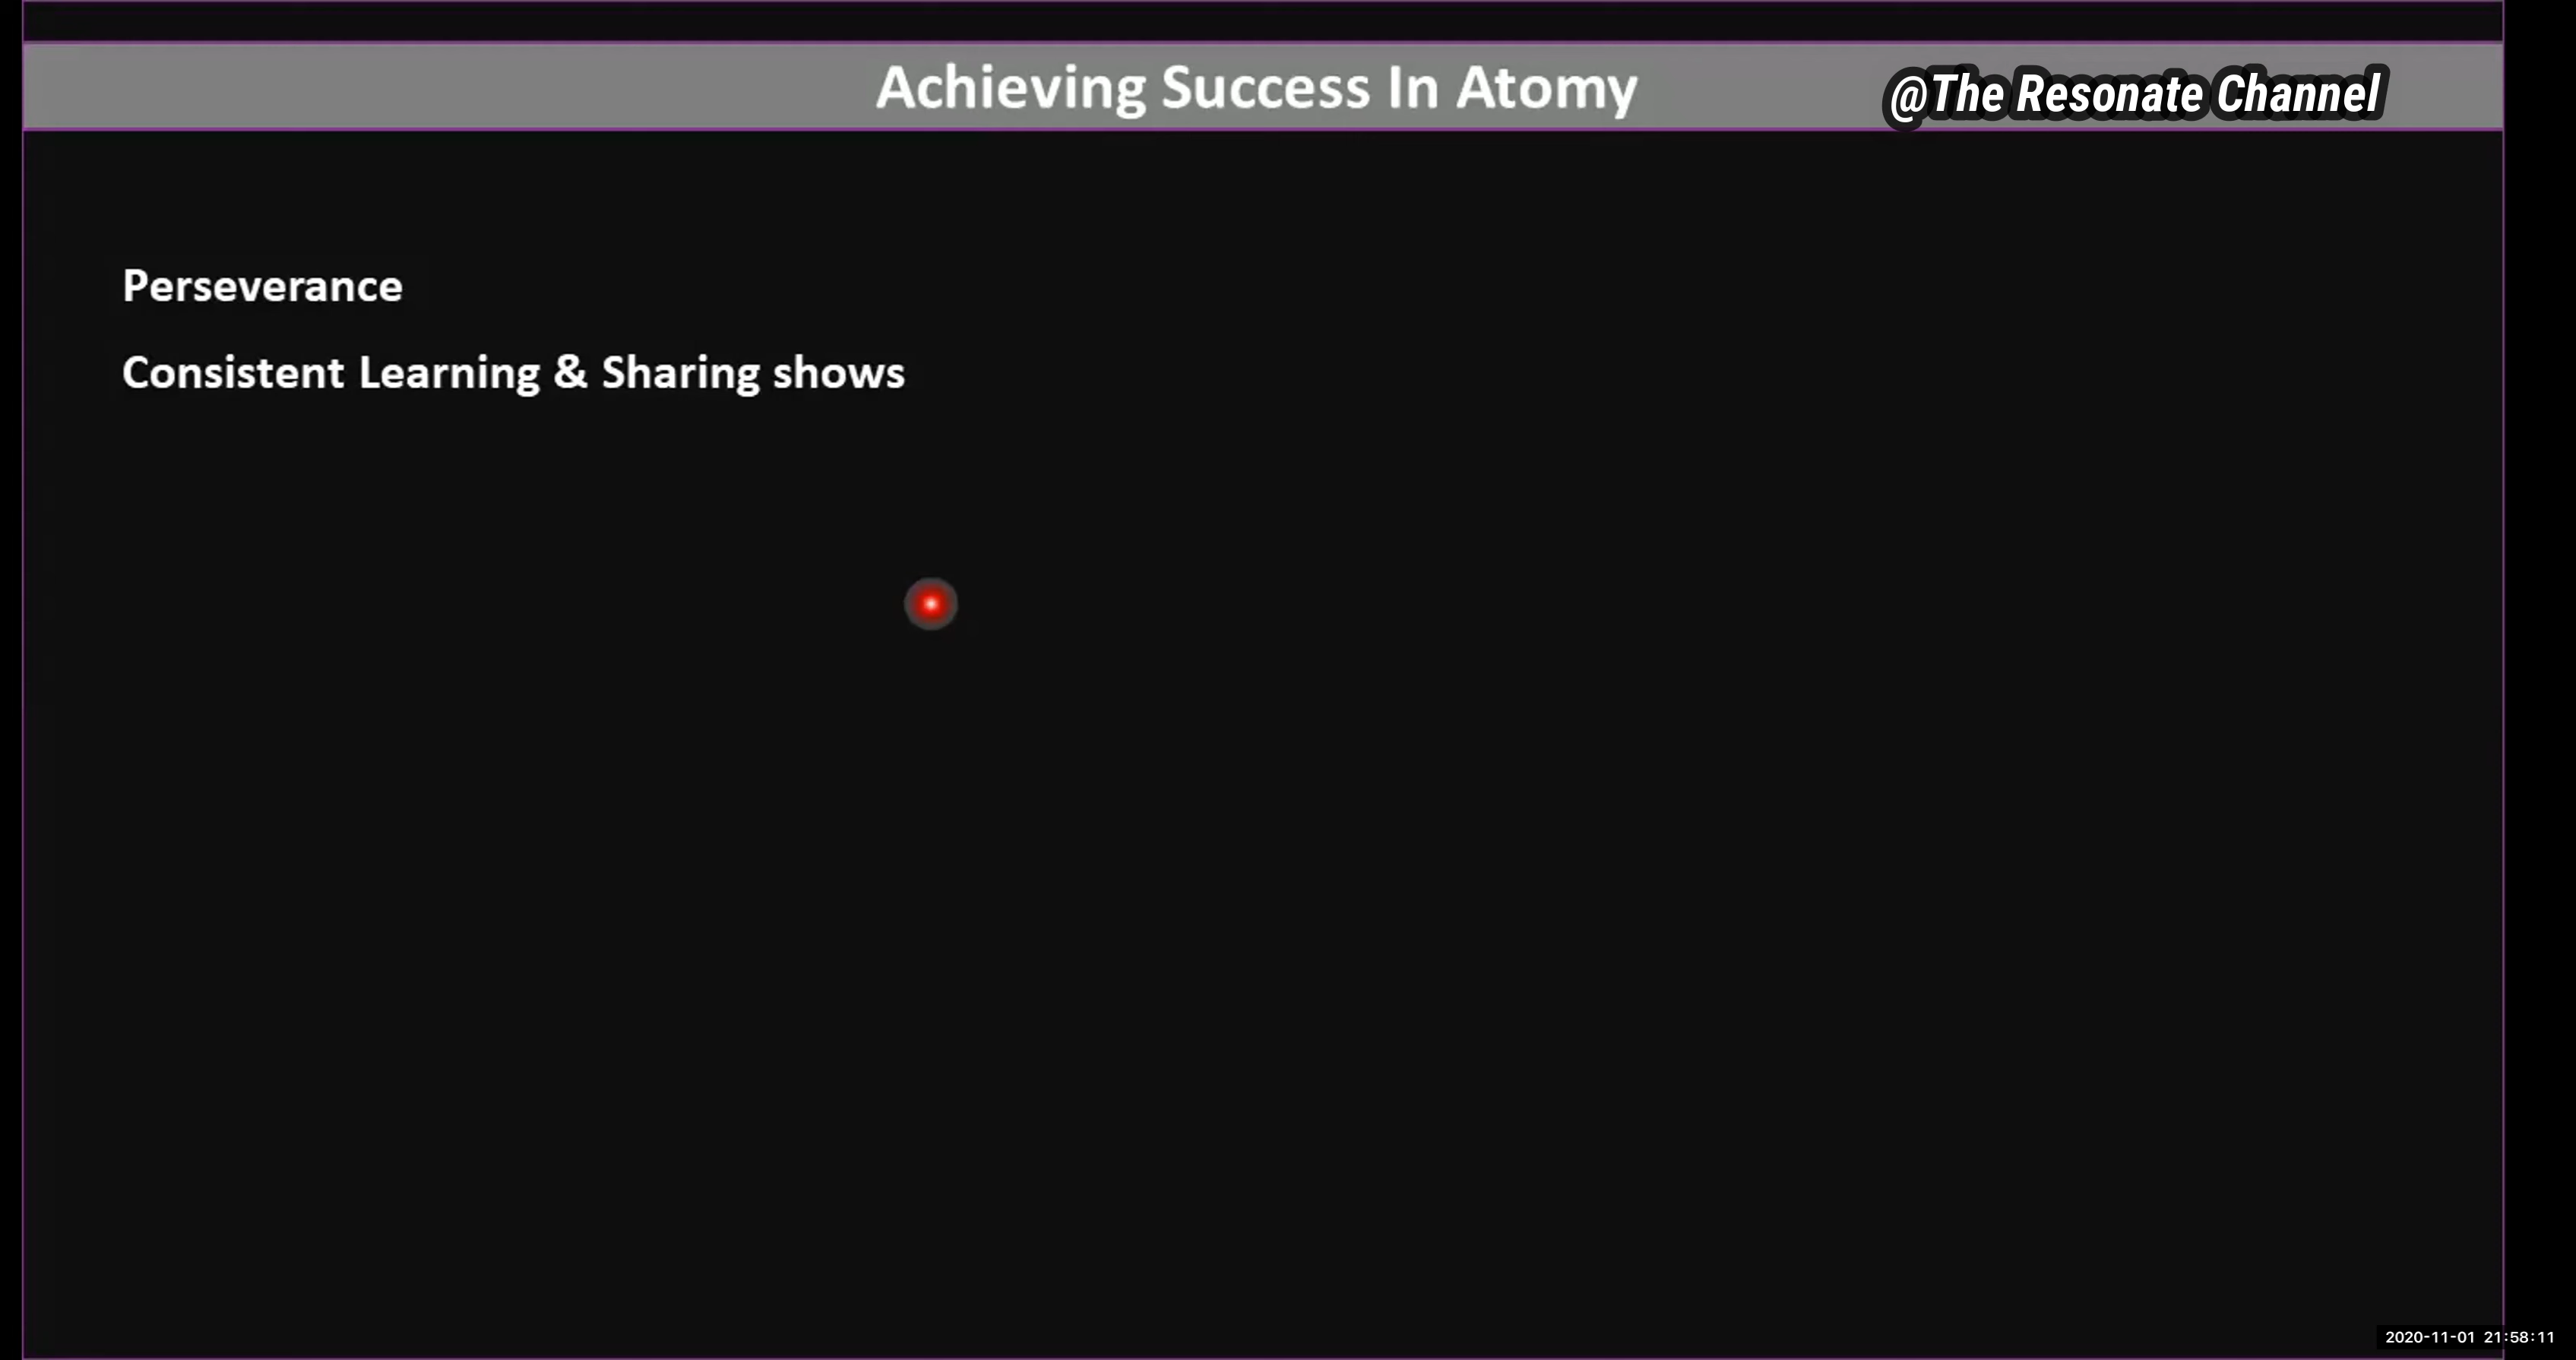 Achieving Success In Atomy
@The Resonate Channel
Perseverance
Consistent Learning & Sharing shows
2020-11-01 21:58:11